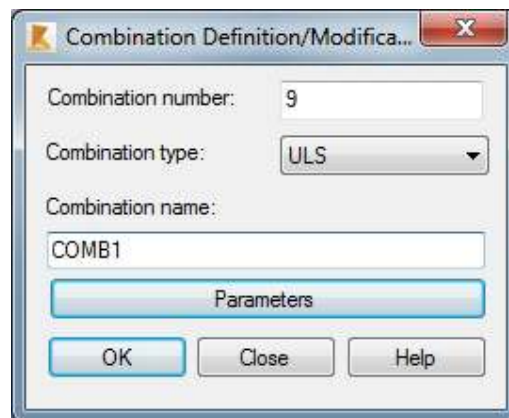 Combination Definition/Modifica...
Combination number: 9
Combination type: ULS
Combination name:
COMB1
Parameters
OK Close Help